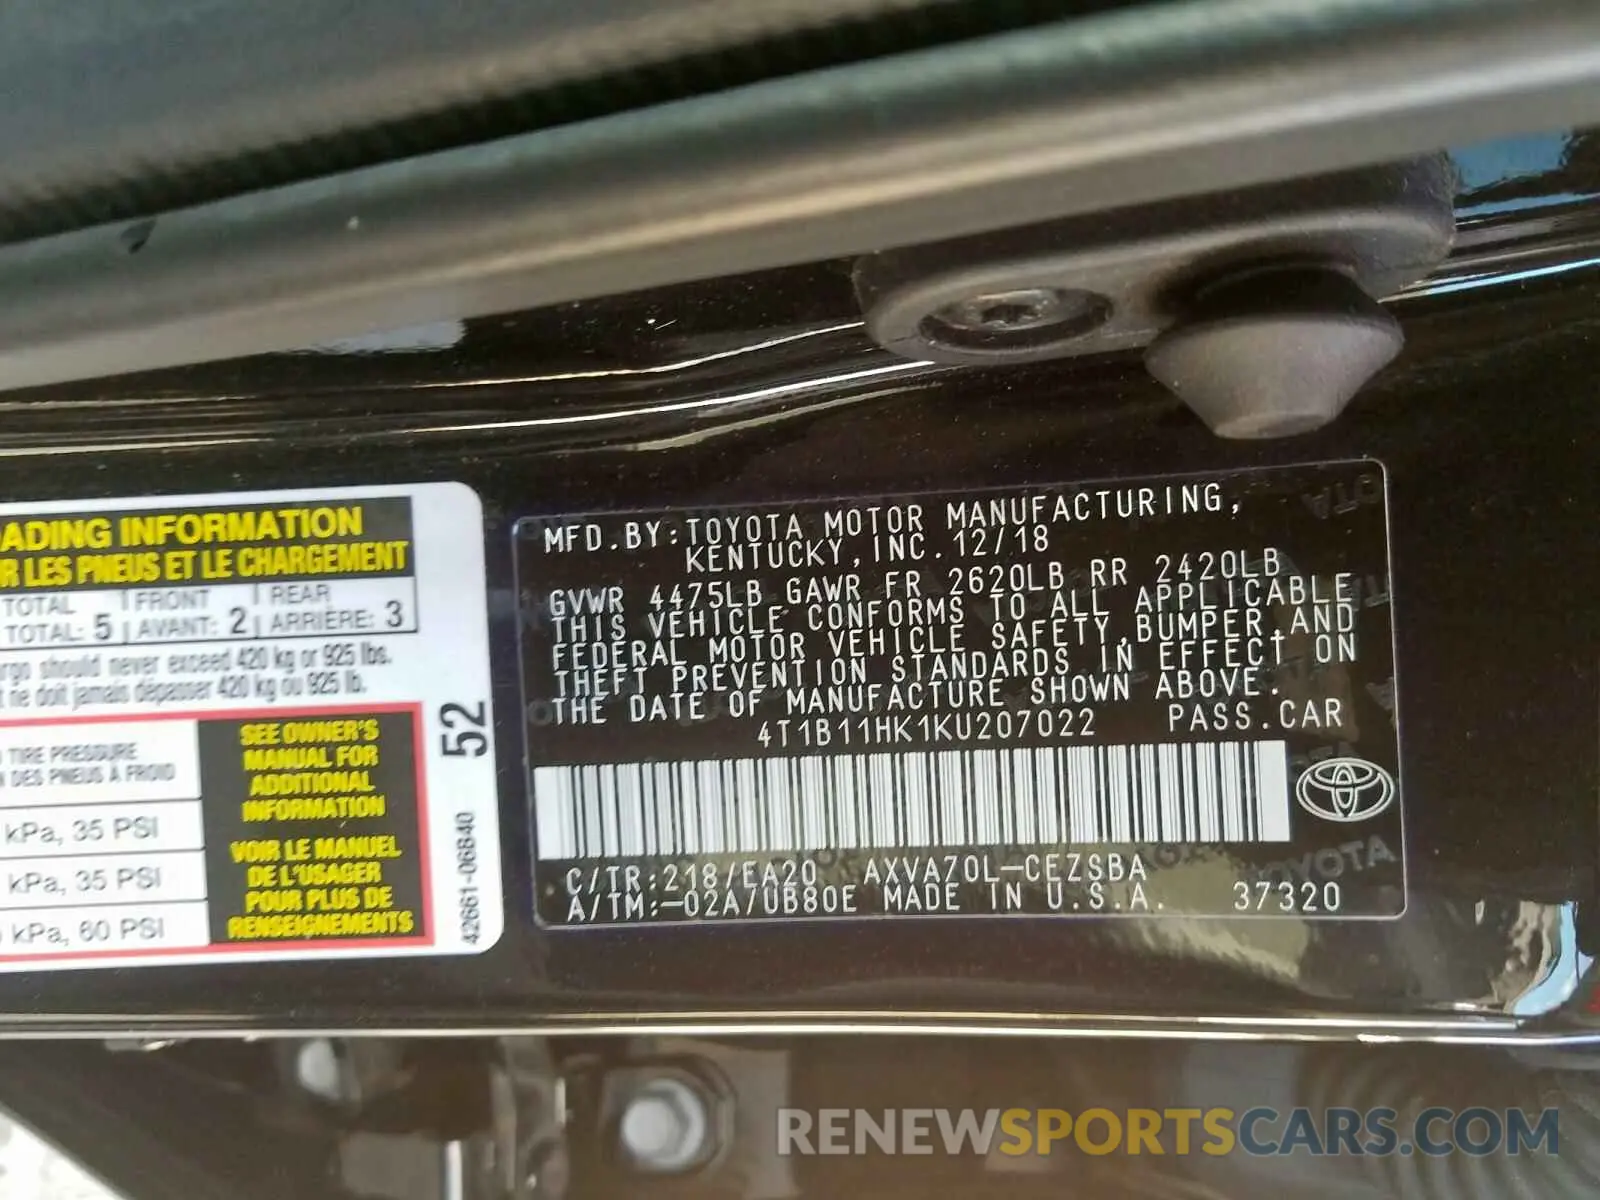 ADING INFORMATION
R LES PNEUS ET LE CHARGEMENT
TOTAL FRONT REAR
TOTAL: 5 AVANT: 2 ARRIÈRE: 3
rgo should never exceed 420 kg or 925 lbs.
t ne doit jamais dépasser 420 kg ou 925 lb.
TIRE PRESSURE
DES PNEUS À FROID
kPa, 35 PSI
kPa, 35 PSI
kPa, 60 PSI
SEE OWNER'S
MANUAL FOR
ADDITIONAL
INFORMATION
VOIR LE MANUEL
DE L'USAGER
POUR PLUS DE
RENSEIGNEMENTS
52
42661-06840
MFD.BY:TOYOTA MOTOR MANUFACTURING,
KENTUCKY,INC.12/18
GVWR 4475LB GAWR FR 2620LB RR 2420LB
THIS VEHICLE CONFORMS TO ALL APPLICABLE
FEDERAL MOTOR VEHICLE SAFETY,BUMPER,AND
THEFT PREVENTION STANDARDS IN EFFECT ON
THE DATE OF MANUFACTURE SHOWN ABOVE.
4T1B11HK1KU207022 PASS.CAR
C/TR:218/EA20 AXVA70L-CEZSBA
A/TM:-02A/UB80E MADE IN U.S.A. 37320
TOYOTA
RENEWSPORTSCARS.COM